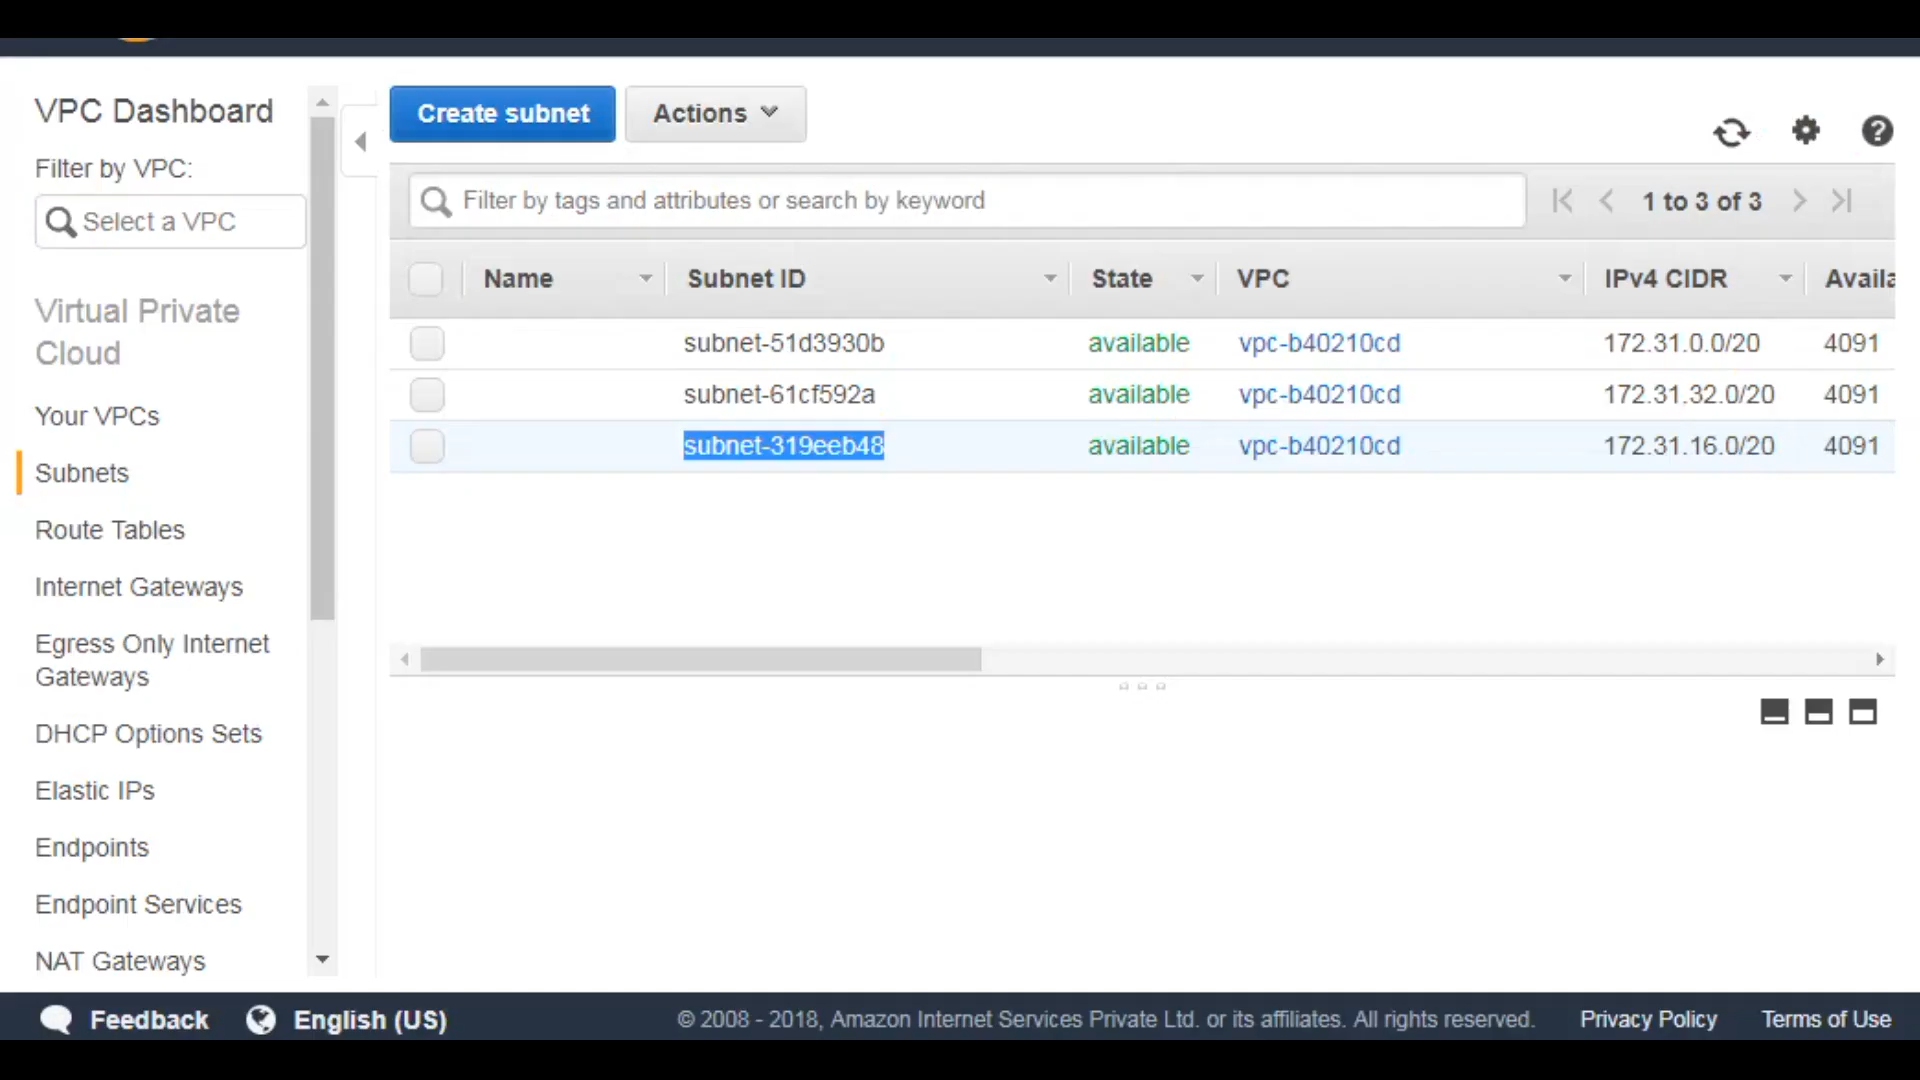 VPC Dashboard
Filter by VPC:
Select a VPC
Virtual Private
Cloud
Your VPCs
Subnets
Route Tables
Internet Gateways
Egress Only Internet
Gateways
DHCP Options Sets
Elastic IPs
Endpoints
Endpoint Services
NAT Gateways
Create subnet Actions
Filter by tags and attributes or search by keyword 1 to 3 of 3
Name Subnet ID State VPC IPv4 CIDR Availa
subnet-51d3930b available vpc-b40210cd 172.31.0.0/20 4091
subnet-61cf592a available vpc-b40210cd 172.31.32.0/20 4091
subnet-319eeb48 available vpc-b40210cd 172.31.16.0/20 4091
Feedback English (US) © 2008 - 2018, Amazon Internet Services Private Ltd. or its affiliates. All rights reserved. Privacy Policy Terms of Use